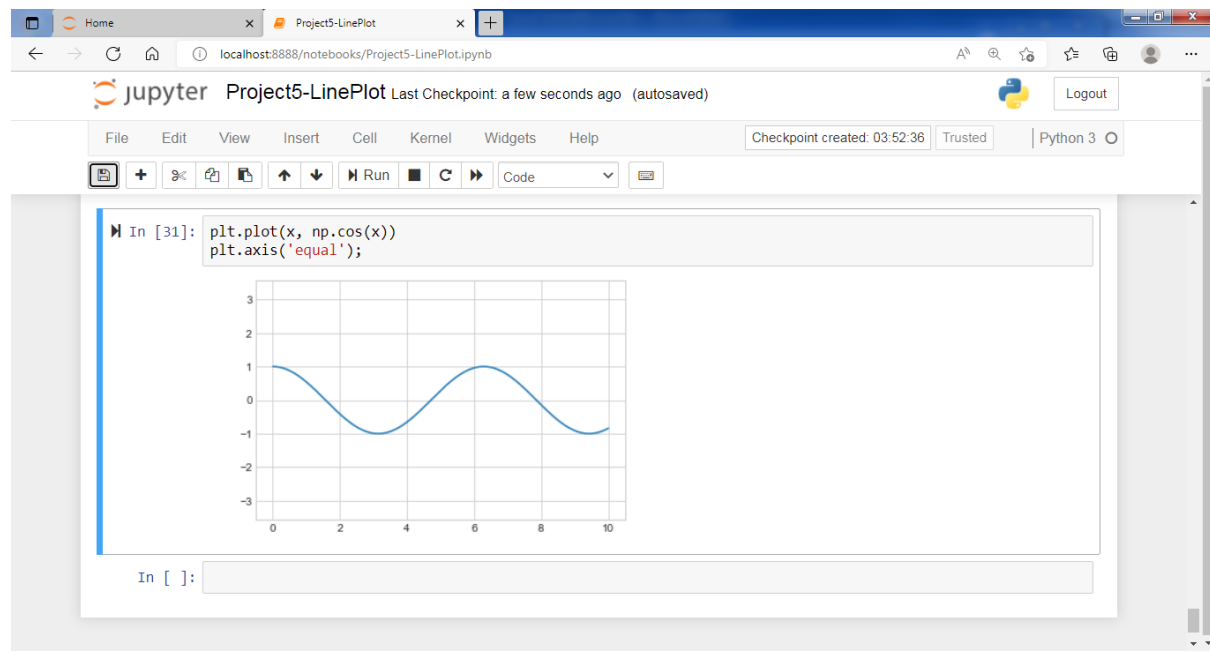 Home
Project5-LinePlot
localhost:8888/notebooks/Project5-LinePlot.ipynb
jupyter Project5-LinePlot Last Checkpoint: a few seconds ago (autosaved)
Logout
File Edit View Insert Cell Kernel Widgets Help
Checkpoint created: 03:52:36 Trusted Python 3
Run Code
In [31]: plt.plot(x, np.cos(x))
plt.axis('equal');
3
2
1
0
−1
−2
−3
0 2 4 6 8 10
In [ ]: